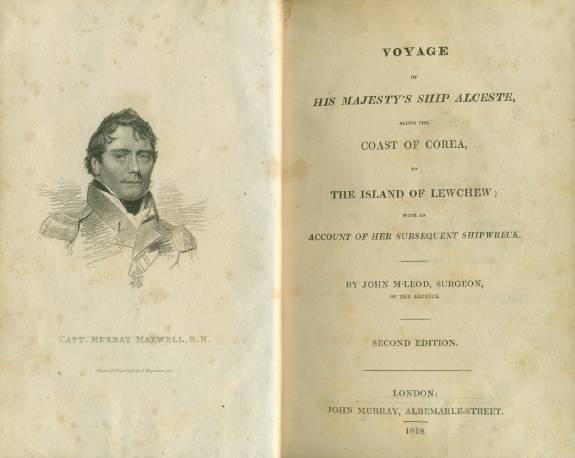 CAPT. MURRAY MAXWELL, R.N.
VOYAGE
OF
HIS MAJESTY'S SHIP ALCESTE,
ALONG THE
COAST OF COREA,
TO
THE ISLAND OF LEWCHEW;
WITH AN
ACCOUNT OF HER SUBSEQUENT SHIPWRECK.
BY JOHN M'LEOD, SURGEON,
OF THE ALCESTE.
SECOND EDITION.
LONDON:
JOHN MURRAY, ALBEMARLE-STREET.
1818.